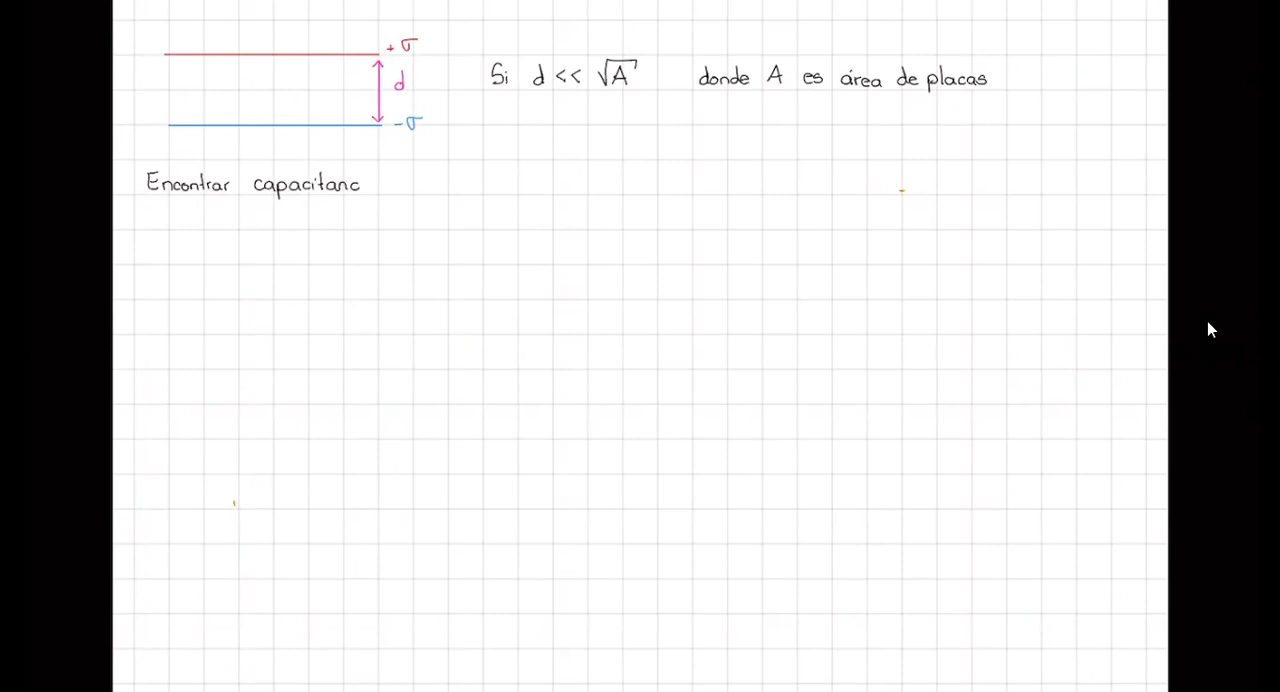 +σ
d
Si d << √A donde A es área de placas
-σ
Encontrar capacitanc